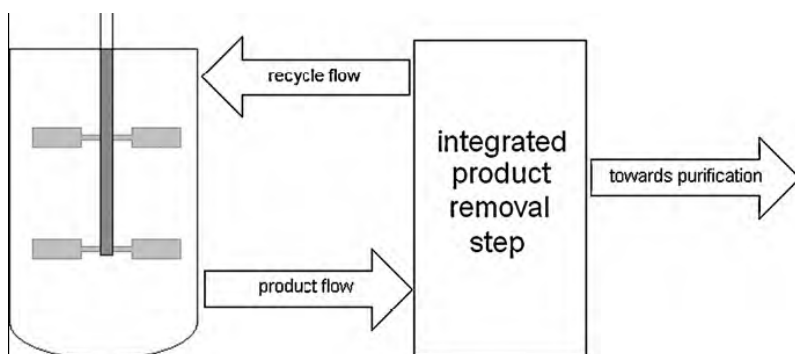 recycle flow
integrated
product
removal
step
towards purification
product flow